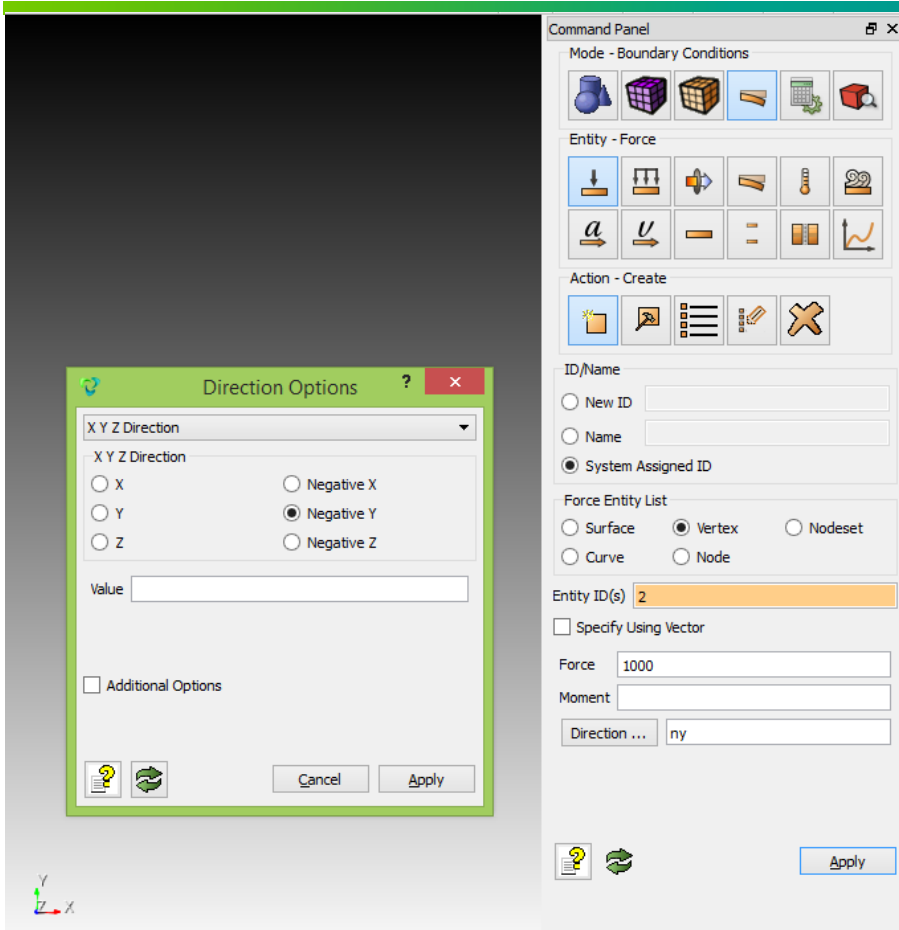 Command Panel
Mode - Boundary Conditions
Entity - Force
a
υ
Action - Create
ID/Name
New ID
Name
System Assigned ID
Force Entity List
Surface Vertex Nodeset
Curve Node
Entity ID(s) 2
Specify Using Vector
Force 1000
Moment
Direction ... ny
Apply
Direction Options ?
X Y Z Direction
X Y Z Direction
X Negative X
Y Negative Y
Z Negative Z
Value
Additional Options
Cancel Apply
Y
Z X